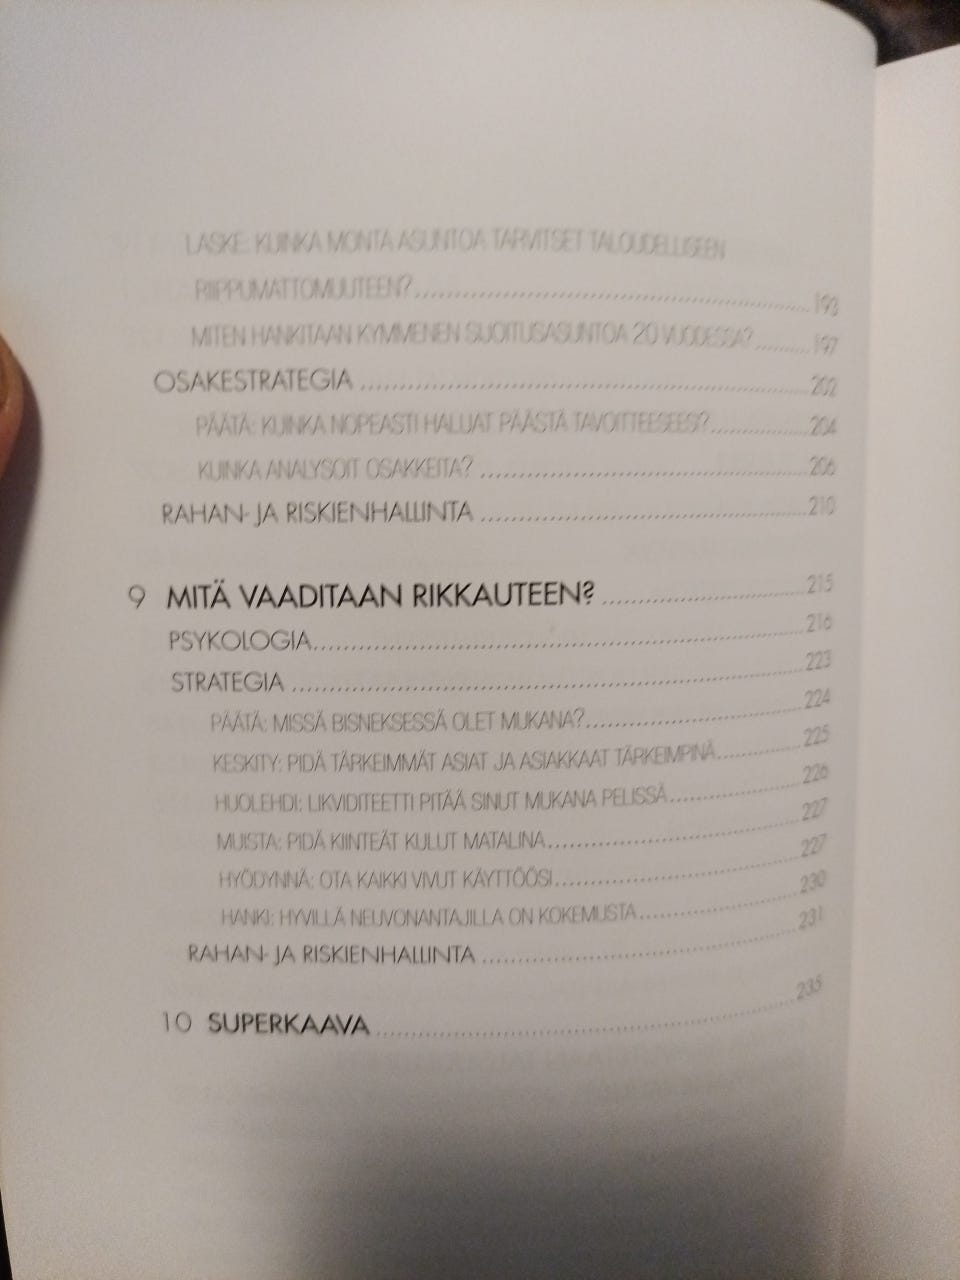 LASKE: KUINKA MONTA ASUNTOA TARVITSET TALOUDELLISEEN
RIIPPUMATTOMUUTEEN? 193
MITEN HANKITAAN KYMMENEN SIJOITUSASUNTOA 20 VUODESSA? 197
OSAKESTRATEGIA 202
PÄÄTÄ: KUINKA NOPEASTI HALUAT PÄÄSTÄ TAVOITTEESEESI? 204
KUINKA ANALYSOIT OSAKKEITA? 206
RAHAN- JA RISKIENHALLINTA 210
9 MITÄ VAADITAAN RIKKAUTEEN? 215
PSYKOLOGIA 216
STRATEGIA 223
PÄÄTÄ: MISSÄ BISNEKSESSÄ OLET MUKANA? 224
KESKITY: PIDÄ TÄRKEIMMÄT ASIAT JA ASIAKKAAT TÄRKEIMPINÄ 225
HUOLEHDI: LIKVIDITEETTI PITÄÄ SINUT MUKANA PELISSÄ 226
MUISTA: PIDÄ KIINTEÄT KULUT MATALINA 227
HYÖDYNNÄ: OTA KAIKKI VIVUT KÄYTTÖÖSI 227
HANKI: HYVILLÄ NEUVONANTAJILLA ON KOKEMUSTA 230
RAHAN- JA RISKIENHALLINTA 231
10 SUPERKAAVA 235